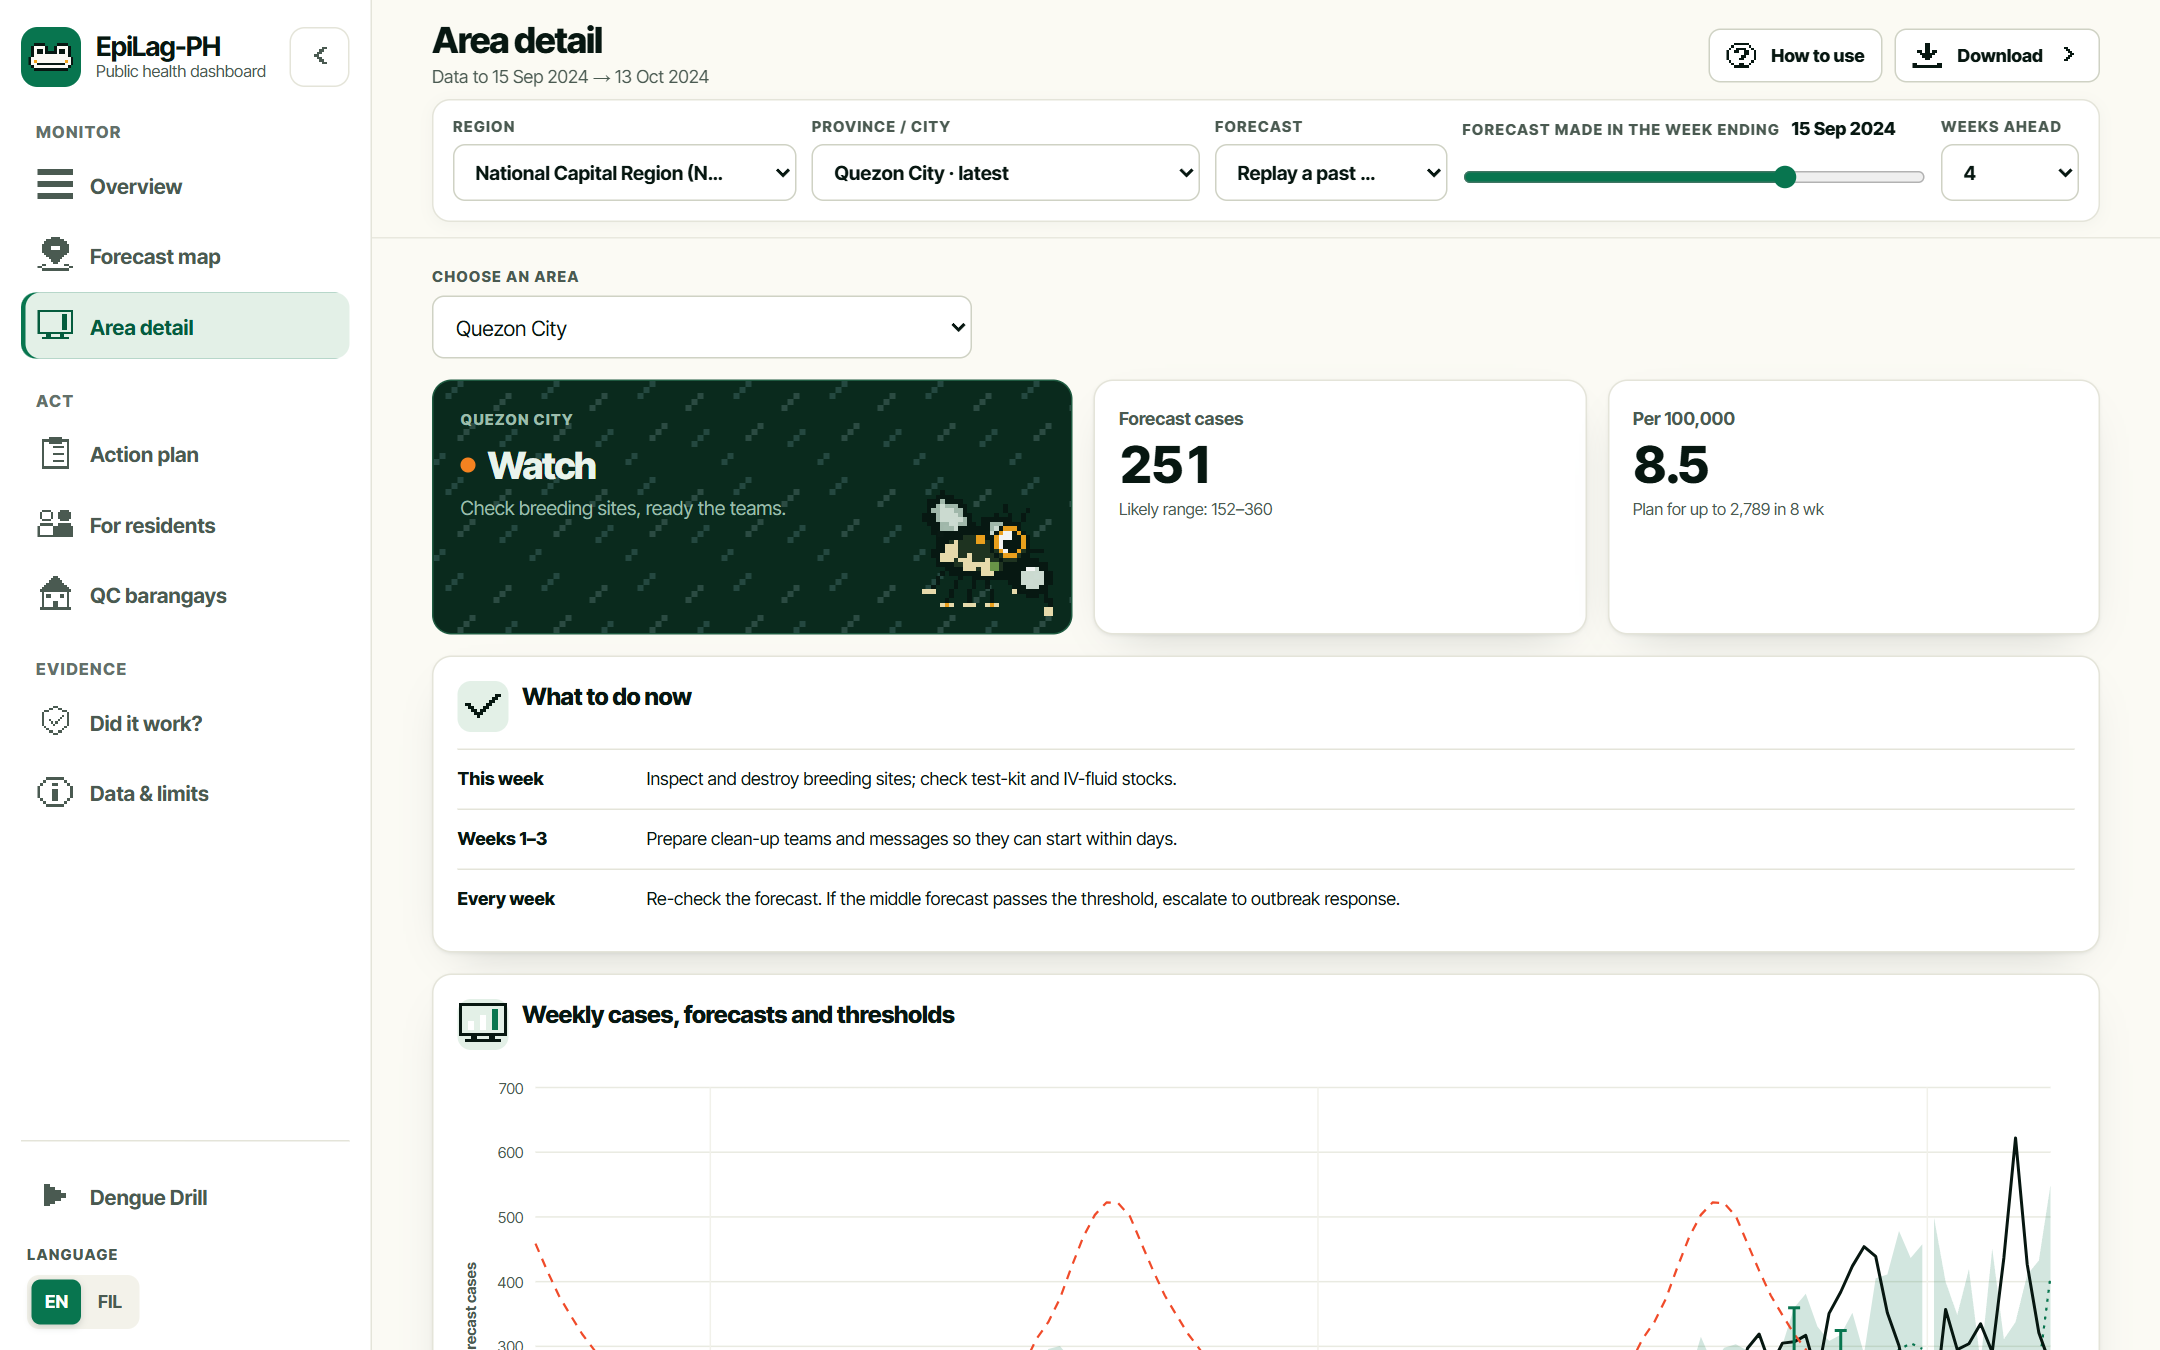 EpiLag-PH
Public health dashboard
MONITOR
Overview
Forecast map
Area detail
ACT
Action plan
For residents
QC barangays
EVIDENCE
Did it work?
Data & limits
Dengue Drill
LANGUAGE
EN FIL
Area detail
Data to 15 Sep 2024 → 13 Oct 2024
How to use
Download
REGION
National Capital Region (N...
PROVINCE / CITY
Quezon City · latest
FORECAST
Replay a past ...
FORECAST MADE IN THE WEEK ENDING 15 Sep 2024
WEEKS AHEAD
4
CHOOSE AN AREA
Quezon City
QUEZON CITY
Watch
Check breeding sites, ready the teams.
Forecast cases
251
Likely range: 152–360
Per 100,000
8.5
Plan for up to 2,789 in 8 wk
What to do now
This week Inspect and destroy breeding sites; check test-kit and IV-fluid stocks.
Weeks 1–3 Prepare clean-up teams and messages so they can start within days.
Every week Re-check the forecast. If the middle forecast passes the threshold, escalate to outbreak response.
Weekly cases, forecasts and thresholds
700
600
500
400
300
recast cases